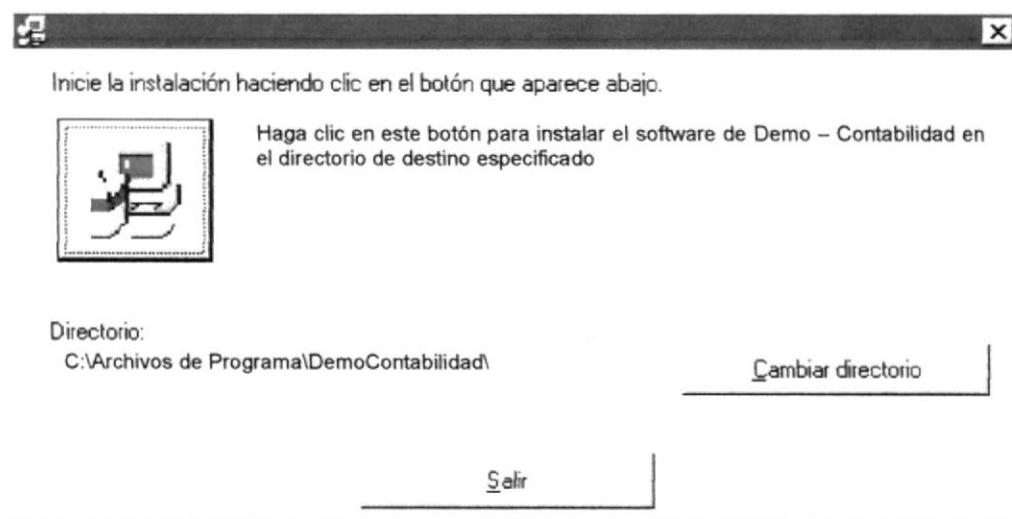 Inicie la instalación haciendo clic en el botón que aparece abajo.
Haga clic en este botón para instalar el software de Demo – Contabilidad en
el directorio de destino especificado
Directorio:
C:\Archivos de Programa\DemoContabilidad\
Cambiar directorio
Salir